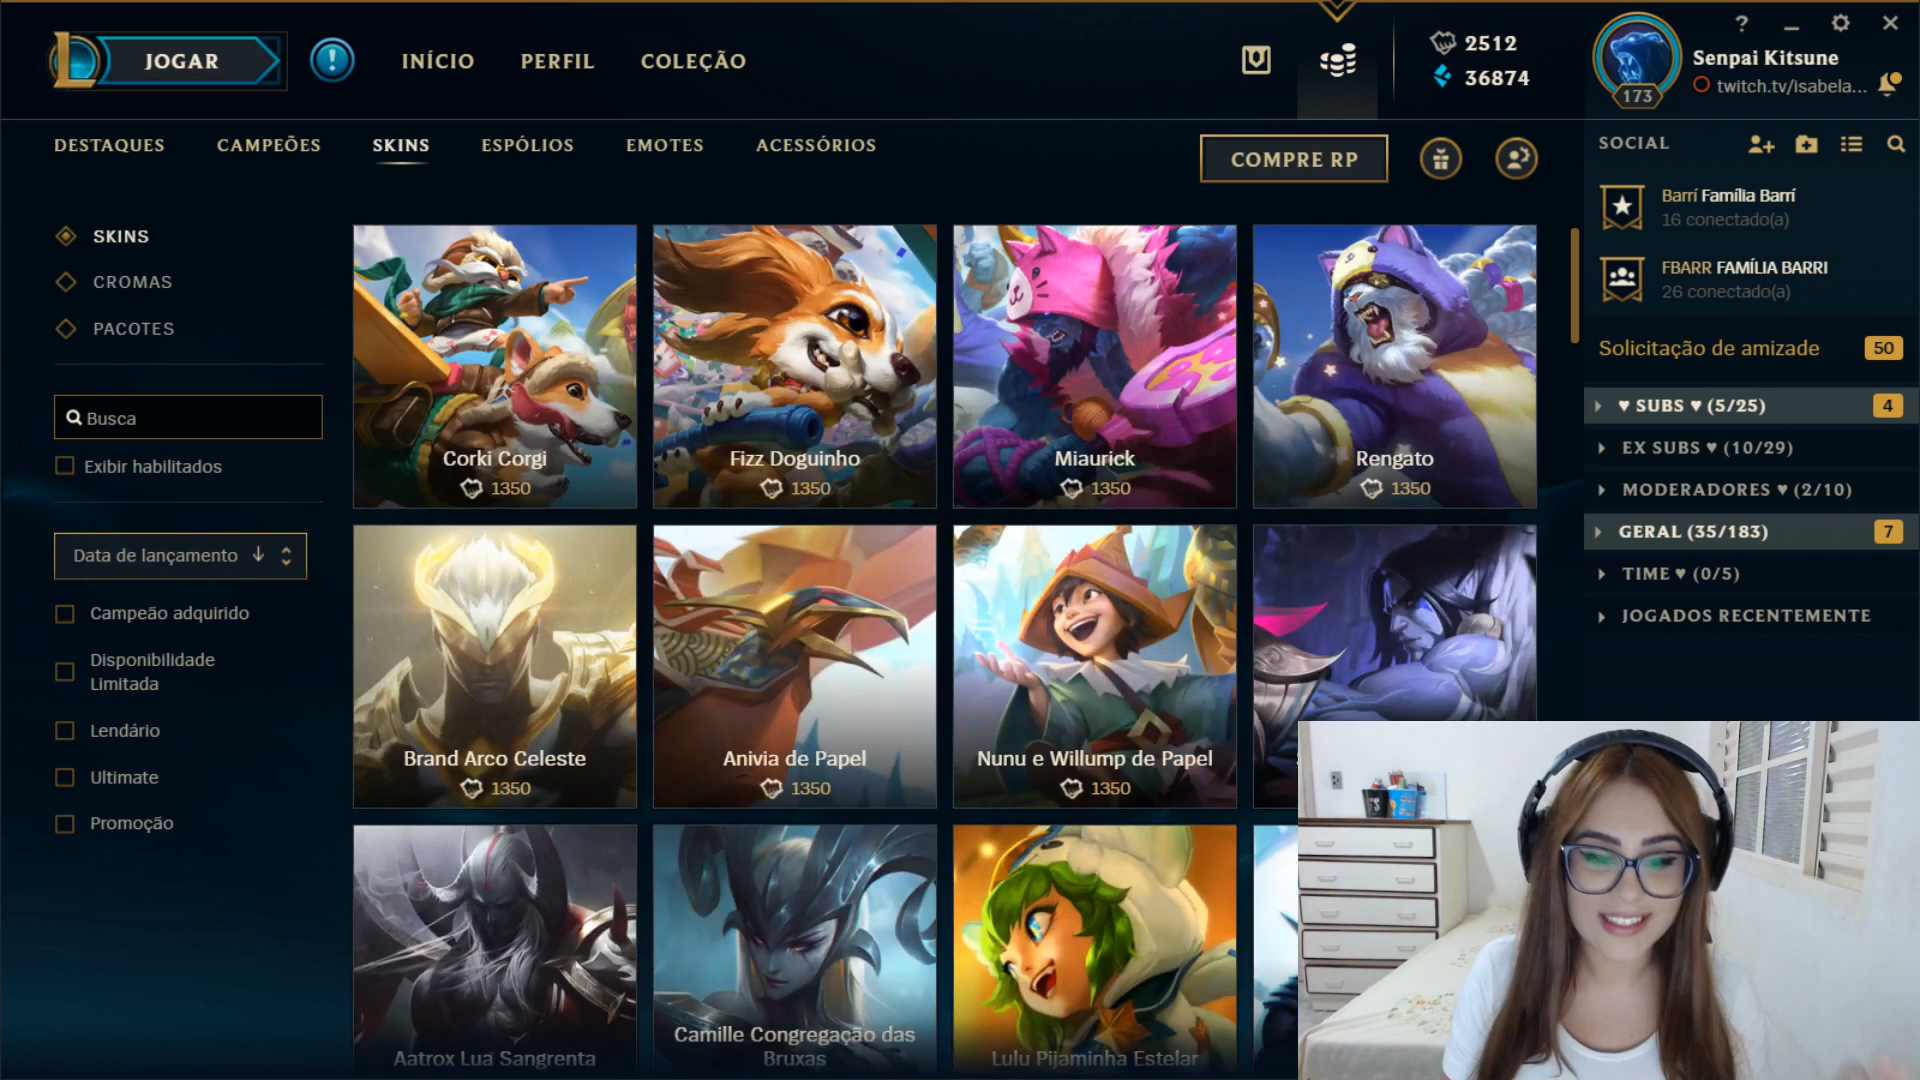 JOGAR
INÍCIO
PERFIL
COLEÇÃO
2512
36874
173
Senpai Kitsune
twitch.tv/isabela...
DESTAQUES
CAMPEÕES
SKINS
ESPÓLIOS
EMOTES
ACESSÓRIOS
COMPRE RP
SKINS
CROMAS
PACOTES
Busca
Exibir habilitados
Data de lançamento
Campeão adquirido
Disponibilidade
Limitada
Lendário
Ultimate
Promoção
Corki Corgi
1350
Fizz Doguinho
1350
Miaurick
1350
Rengato
1350
Brand Arco Celeste
1350
Anivia de Papel
1350
Nunu e Willump de Papel
1350
Aatrox Lua Sangrenta
Camille Congregação das
Bruxas
Lulu Pijaminha Estelar
SOCIAL
Barrí Família Barrí
16 conectado(a)
FBARR FAMÍLIA BARRI
26 conectado(a)
Solicitação de amizade 50
♥ SUBS ♥ (5/25) 4
EX SUBS ♥ (10/29)
MODERADORES ♥ (2/10)
GERAL (35/183) 7
TIME ♥ (0/5)
JOGADOS RECENTEMENTE